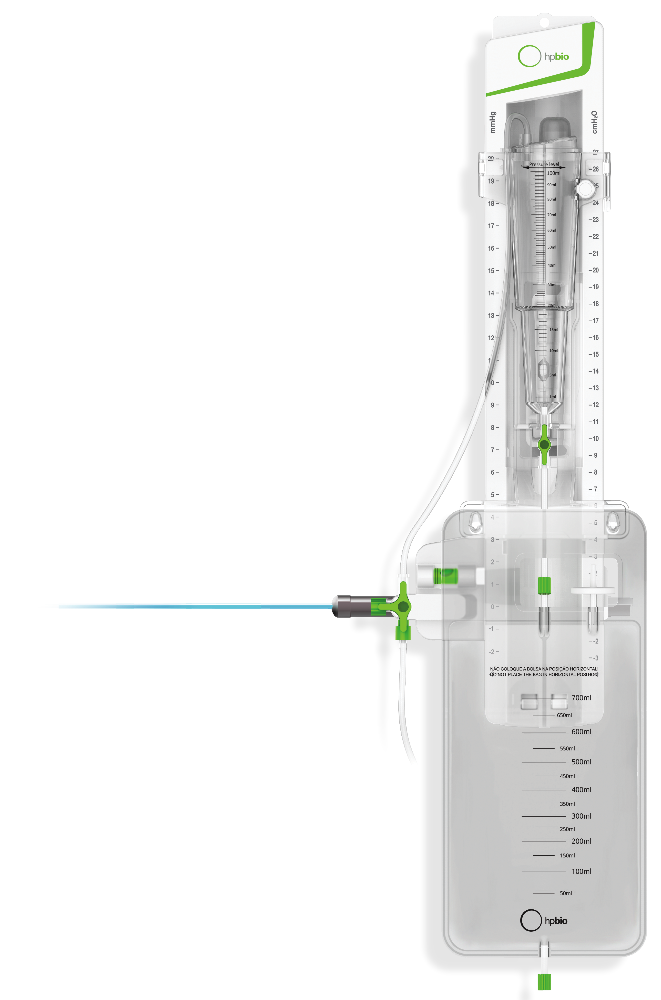 hpbio
mmHg
cmH₂O
27
20
26
Pressure level
100ml
19
90ml
80ml
18
24
70ml
23
17
60ml
22
16
50ml
21
40ml
15
20
30ml
19
14
18
20ml
13
17
15ml
12
16
10ml
15
14
5ml
13
1ml
9
12
11
8
10
7
9
6
8
7
5
6
4
5
3
4
3
2
2
1
0
-1
-2
-2
-3
NÃO COLOQUE A BOLSA NA POSIÇÃO HORIZONTAL!
DO NOT PLACE THE BAG IN HORIZONTAL POSITION!
700ml
650ml
600ml
550ml
500ml
450ml
400ml
350ml
300ml
250ml
200ml
150ml
100ml
50ml
hpbio